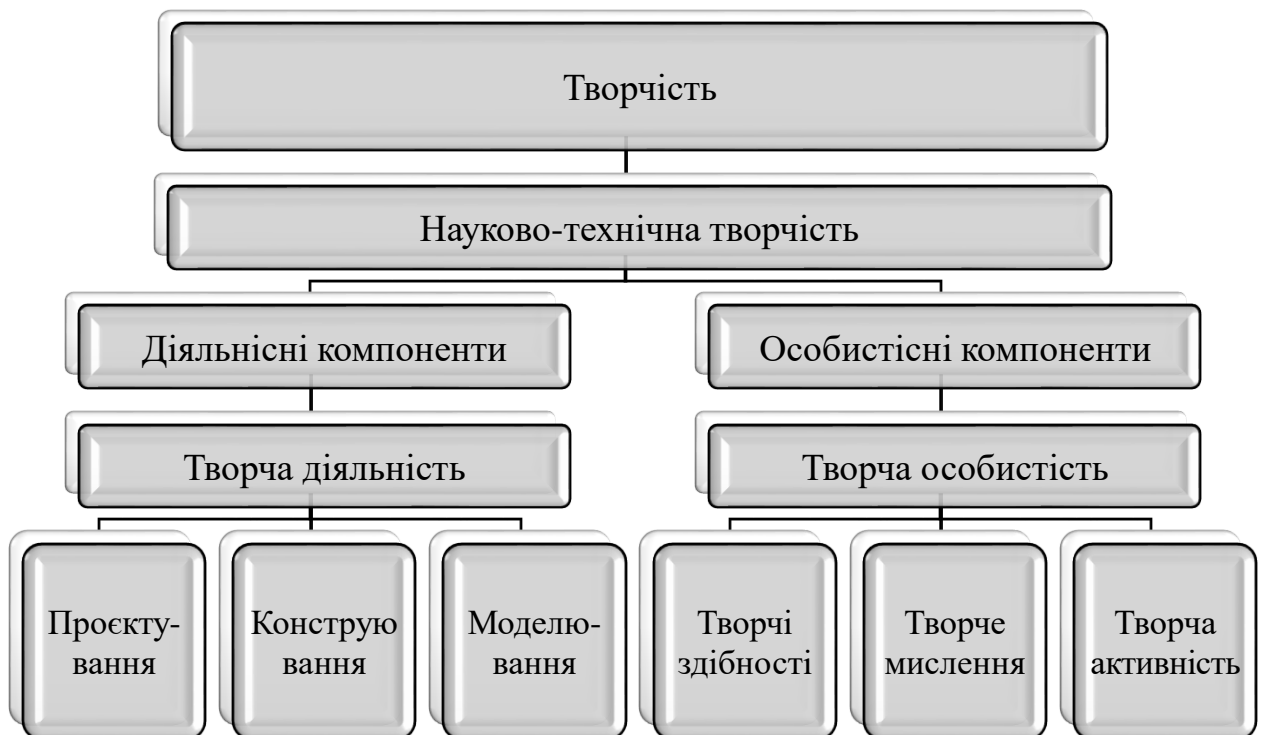 Творчість
Науково-технічна творчість
Діяльнісні компоненти
Особистісні компоненти
Творча діяльність
Творча особистість
Проєкту-
вання
Конструю
вання
Моделю-
вання
Творчі
здібності
Творче
мислення
Творча
активність